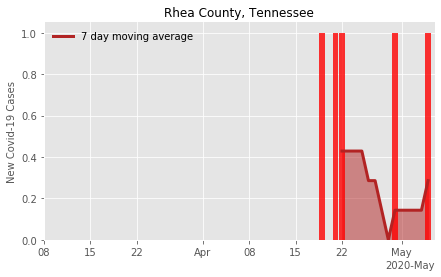 Rhea County, Tennessee
7 day moving average
New Covid-19 Cases
1.0
0.8
0.6
0.4
0.2
0.0
08 15 22 Apr 08 15 22 May
2020-May